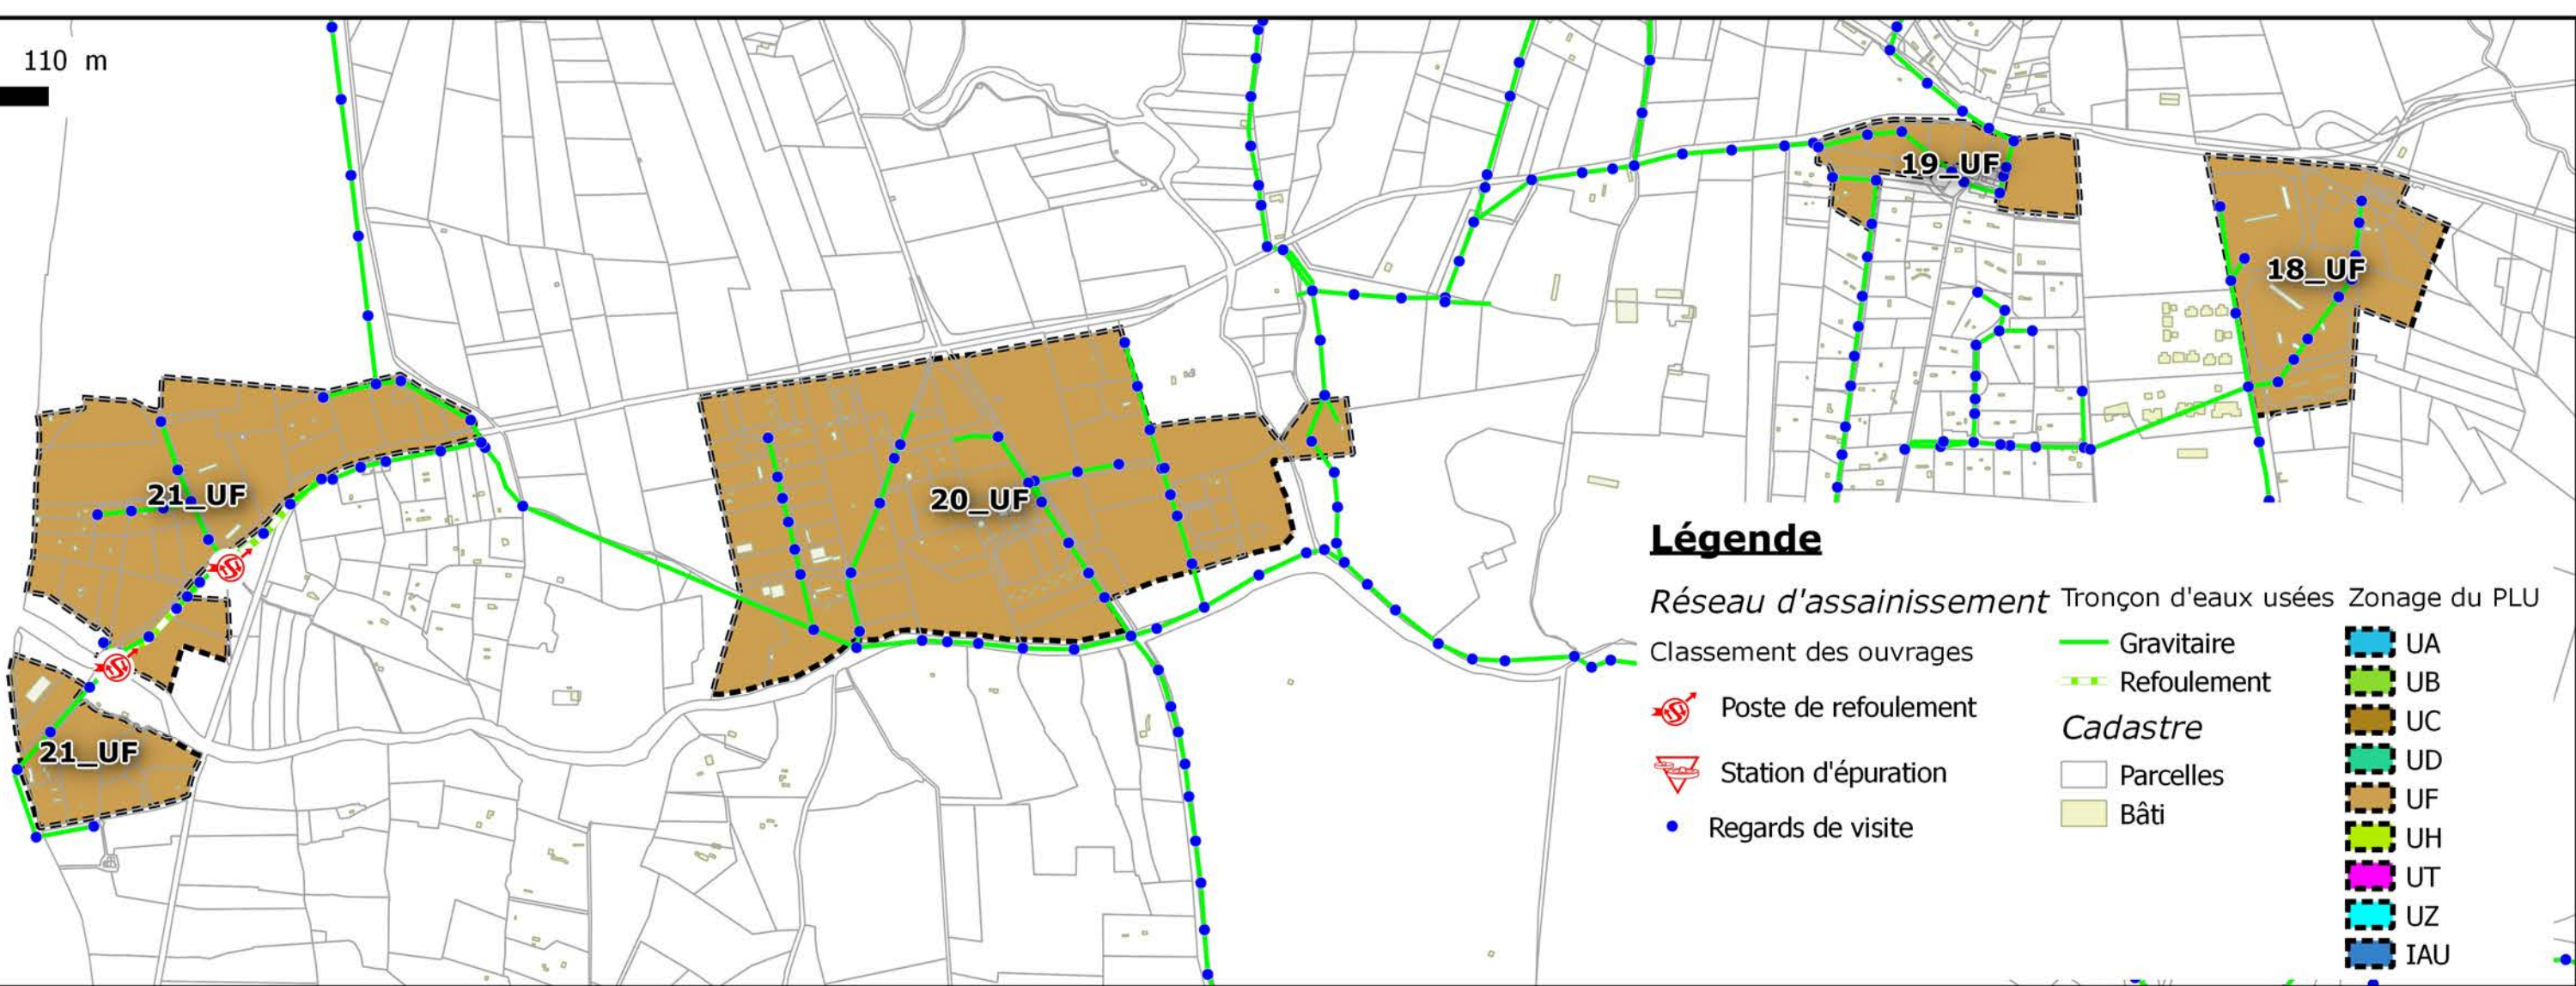 110 m
19_UF
18_UF
21_UF
20_UF
21_UF
Légende
Réseau d'assainissement
Classement des ouvrages
Poste de refoulement
Station d'épuration
Regards de visite
Tronçon d'eaux usées
Gravitaire
Refoulement
Cadastre
Parcelles
Bâti
Zonage du PLU
UA
UB
UC
UD
UF
UH
UT
UZ
IAU